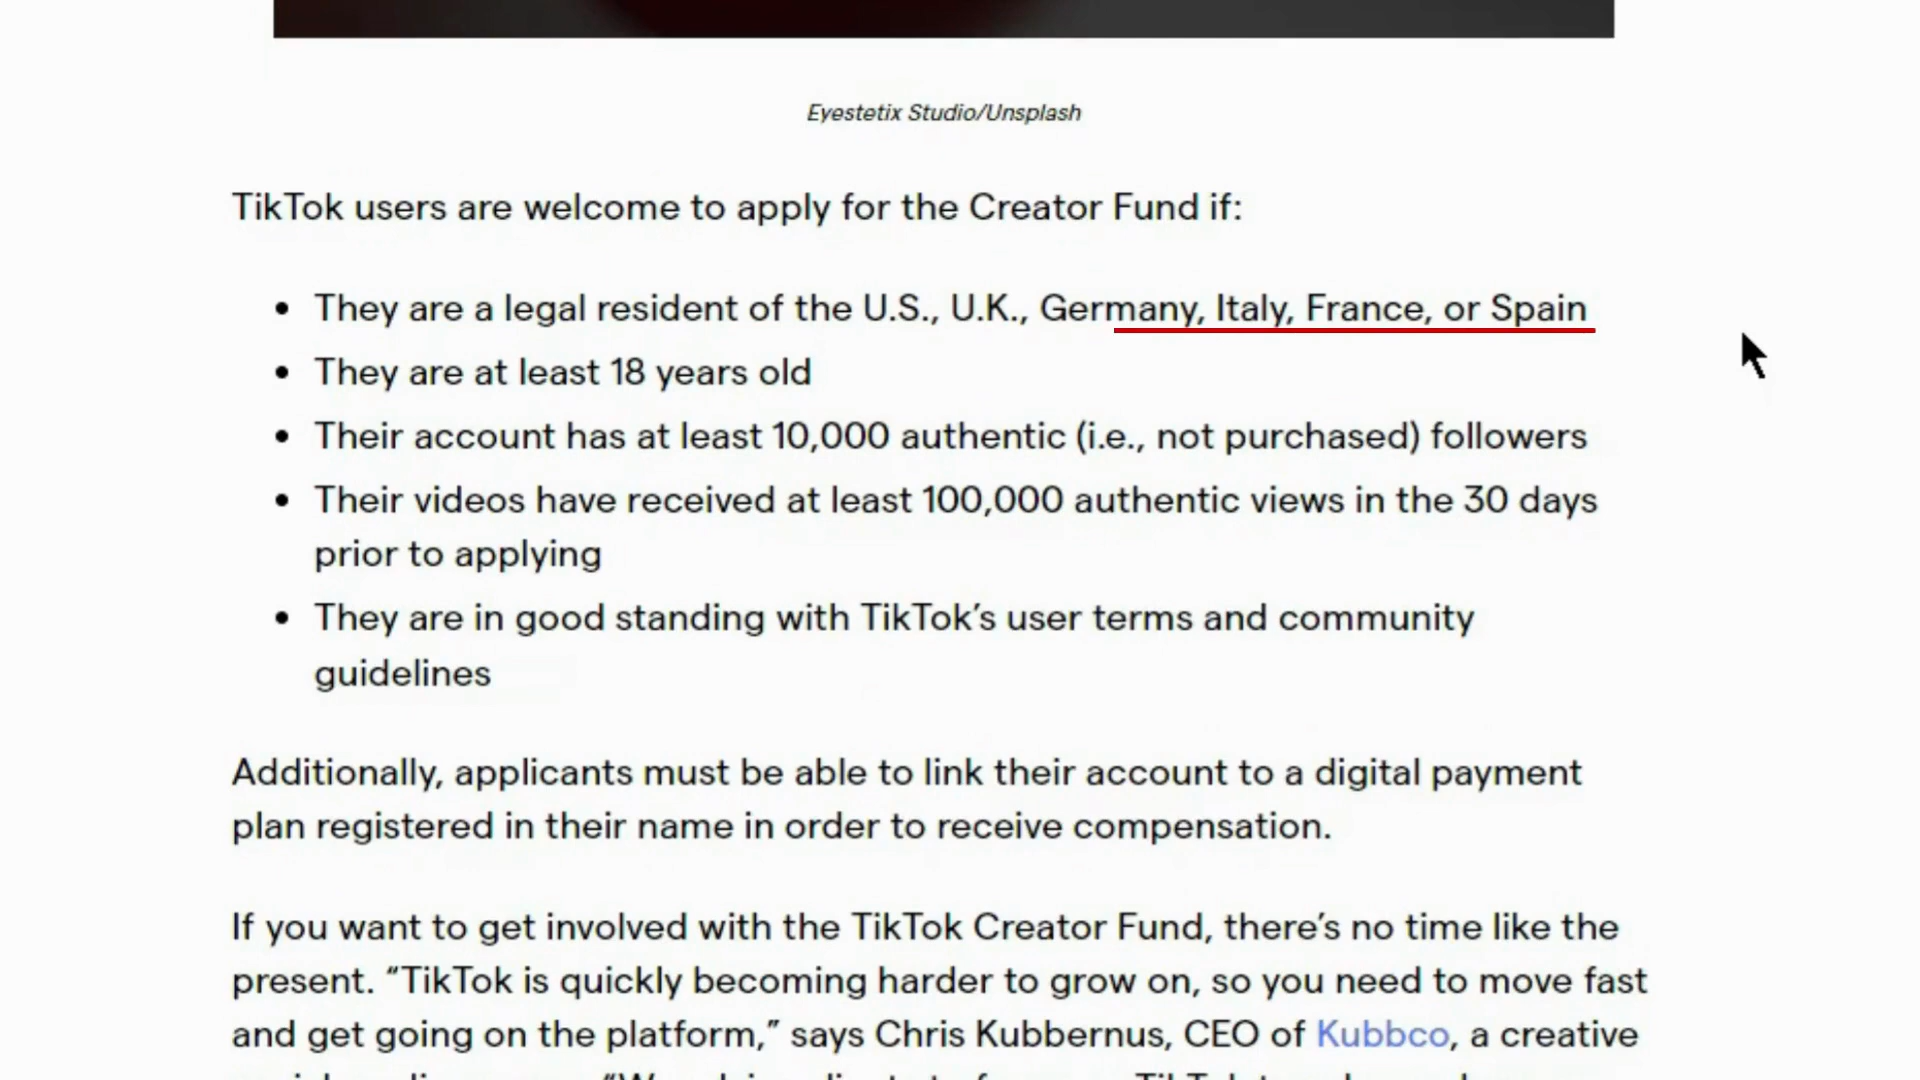 Eyestetix Studio/Unsplash
TikTok users are welcome to apply for the Creator Fund if:
• They are a legal resident of the U.S., U.K., Germany, Italy, France, or Spain
• They are at least 18 years old
• Their account has at least 10,000 authentic (i.e., not purchased) followers
• Their videos have received at least 100,000 authentic views in the 30 days
prior to applying
• They are in good standing with TikTok’s user terms and community
guidelines
Additionally, applicants must be able to link their account to a digital payment
plan registered in their name in order to receive compensation.
If you want to get involved with the TikTok Creator Fund, there’s no time like the
present. “TikTok is quickly becoming harder to grow on, so you need to move fast
and get going on the platform,” says Chris Kubbernus, CEO of Kubbco, a creative